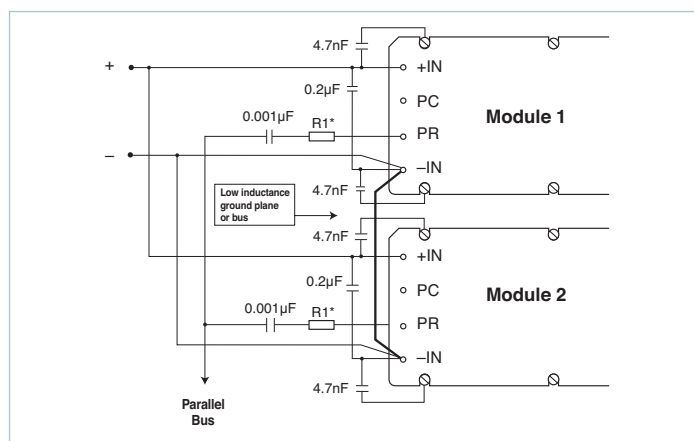 4.7nF
+
+IN
0.2µF
PC
Module 1
0.001µF
R1*
PR
–
–IN
4.7nF
Low inductance
ground plane
or bus
4.7nF
+IN
0.2µF
PC
Module 2
0.001µF
R1*
PR
–IN
4.7nF
Parallel
Bus